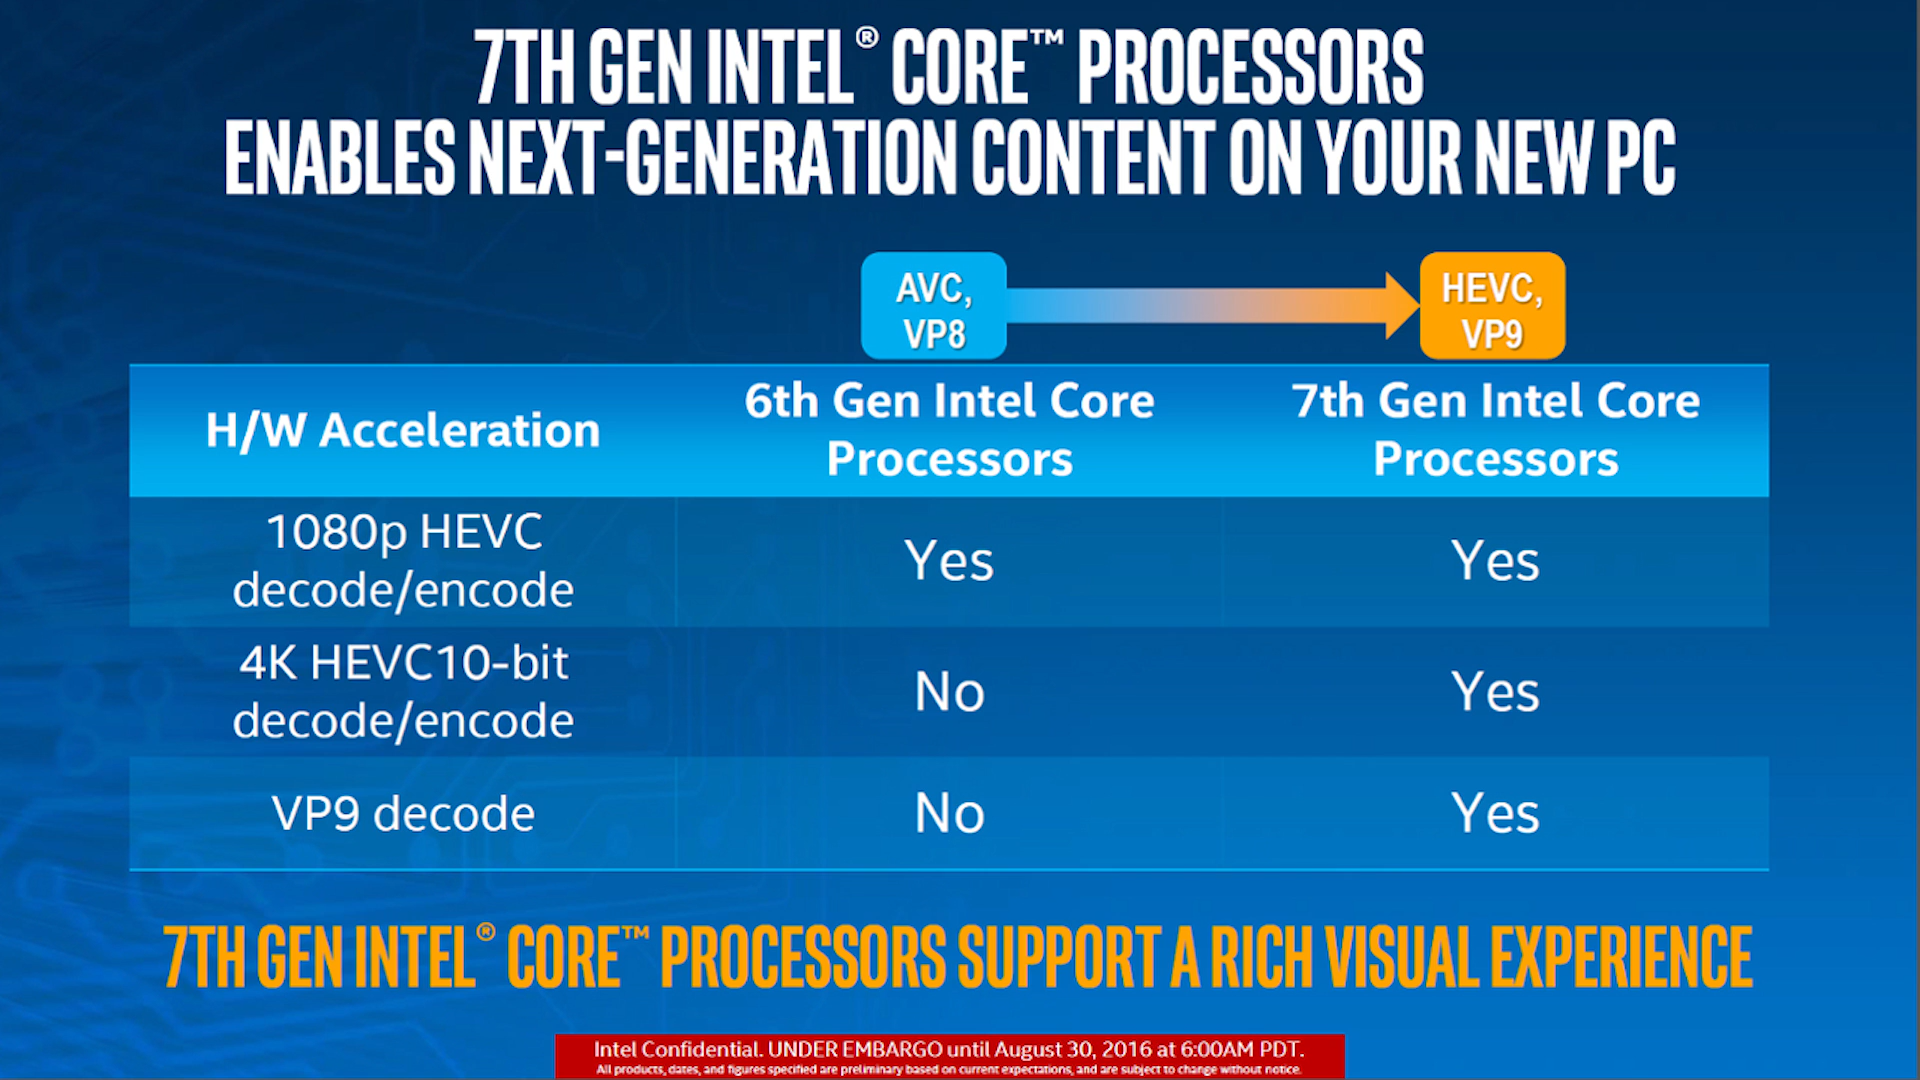 7TH GEN INTEL® CORE™ PROCESSORS
ENABLES NEXT-GENERATION CONTENT ON YOUR NEW PC
AVC,
VP8
HEVC,
VP9
H/W Acceleration
6th Gen Intel Core
Processors
7th Gen Intel Core
Processors
1080p HEVC
decode/encode
Yes
Yes
4K HEVC10-bit
decode/encode
No
Yes
VP9 decode
No
Yes
7TH GEN INTEL® CORE™ PROCESSORS SUPPORT A RICH VISUAL EXPERIENCE
Intel Confidential. UNDER EMBARGO until August 30, 2016 at 6:00AM PDT.
All products, dates, and figures specified are preliminary based on current expectations, and are subject to change without notice.